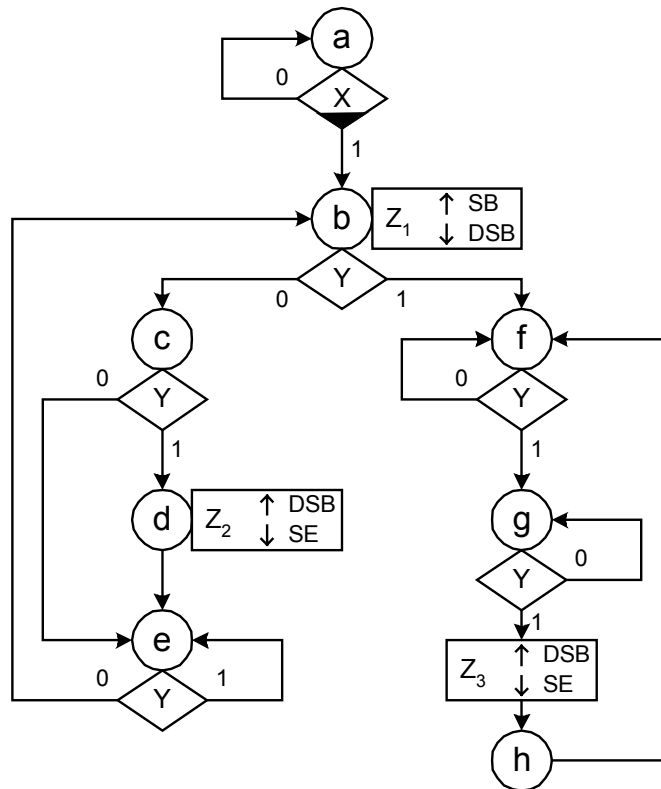 a
0
X
1
b
Z₁ ↑ SB
↓ DSB
Y
0
1
c
f
0
Y
1
0
Y
1
d
Z₂ ↑ DSB
↓ SE
g
Y
0
1
e
0
Y
1
Z₃ ↑ DSB
↓ SE
h